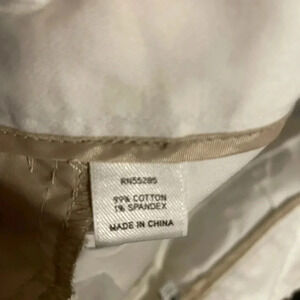 RN55285
99% COTTON
1% SPANDEX
MADE IN CHINA